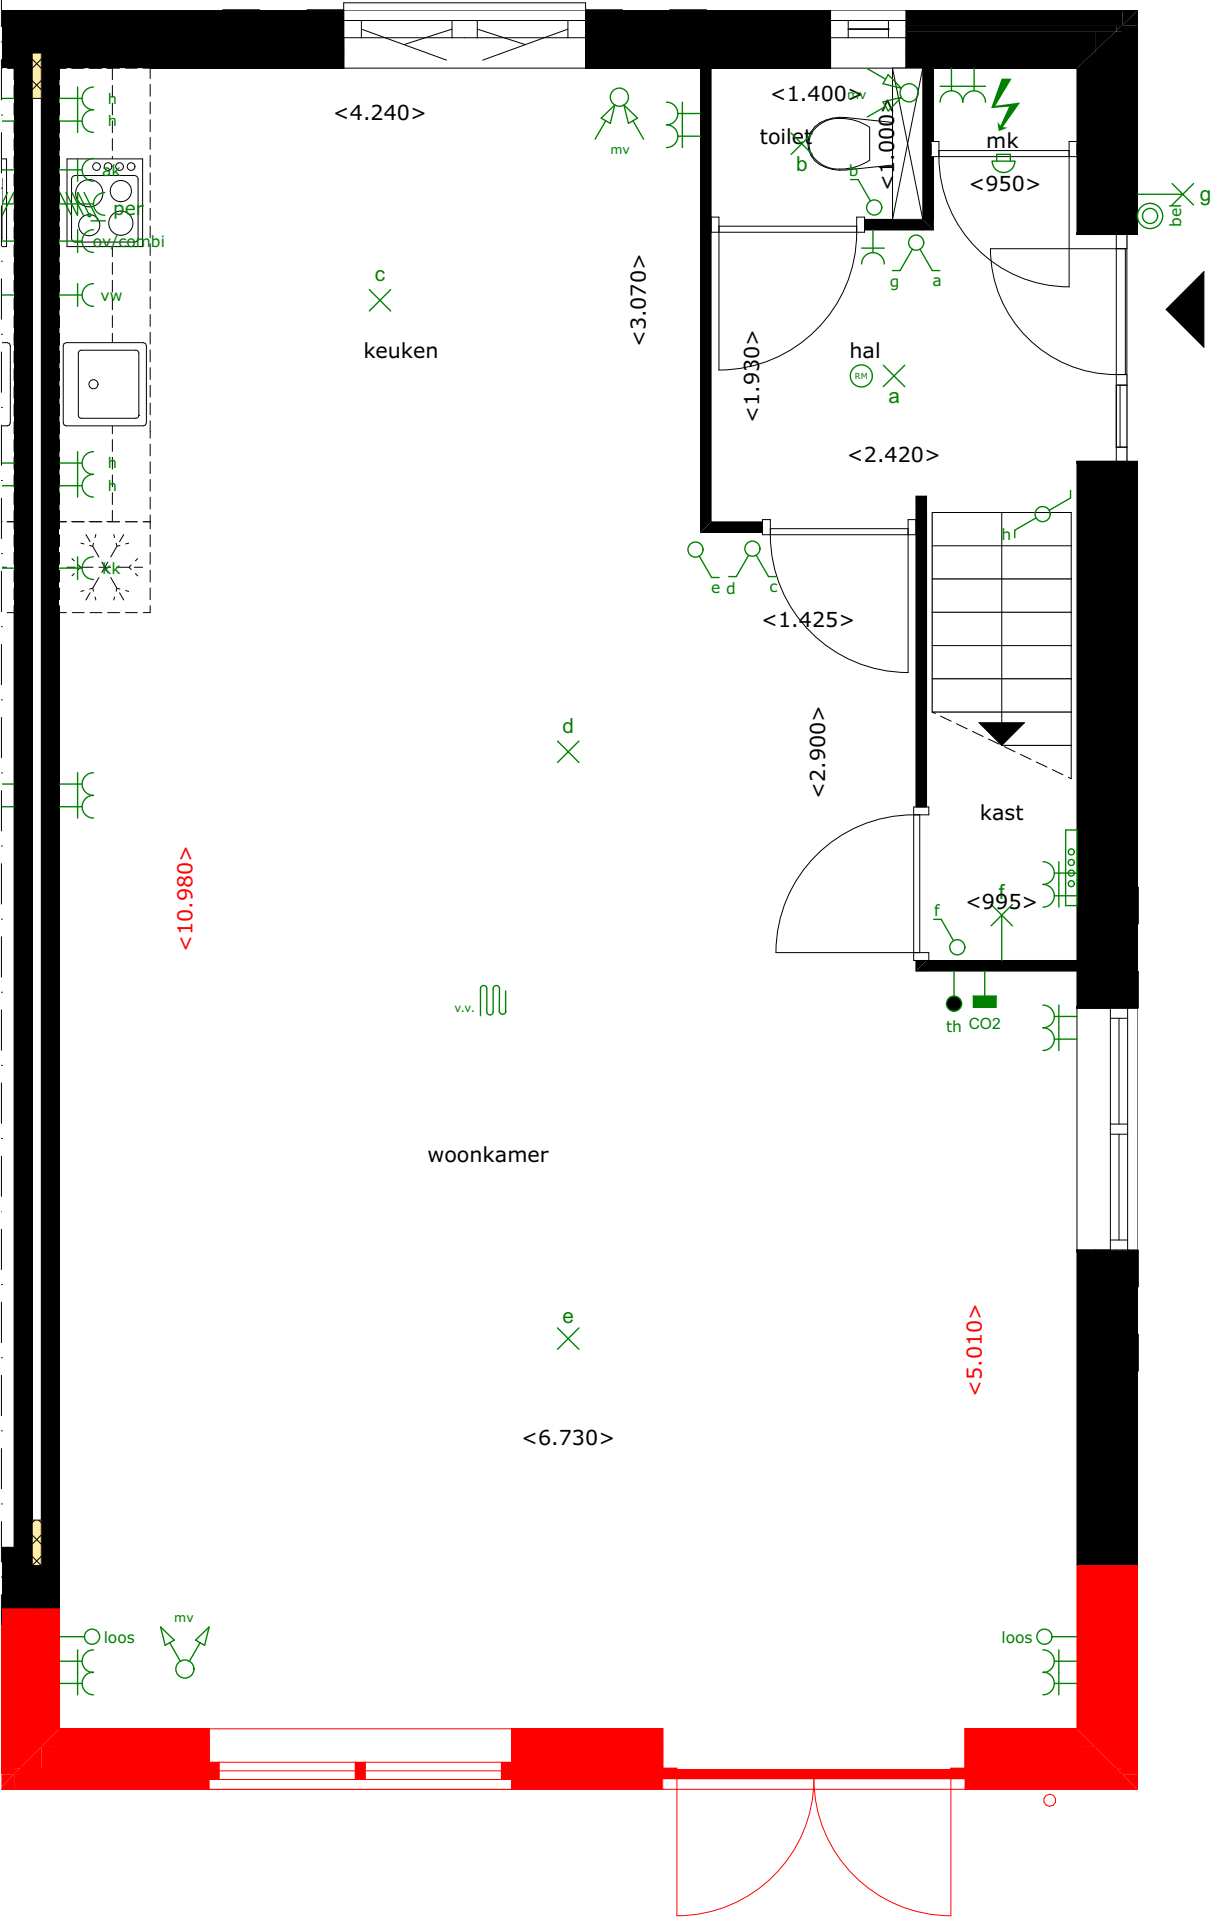 <4.240>
mv
<1.400>
mv
toilet
b
<1.000>
b
mk
<950>
g
bel
h
h
ak
per
ov/combi
vw
c
keuken
<3.070>
g
a
<1.930>
hal
RM
a
<2.420>
h
h
h
kk
e
d
c
<1.425>
d
<2.900>
kast
f
<995>
f
<10.980>
v.v.
th
CO2
woonkamer
e
<5.010>
<6.730>
mv
loos
loos